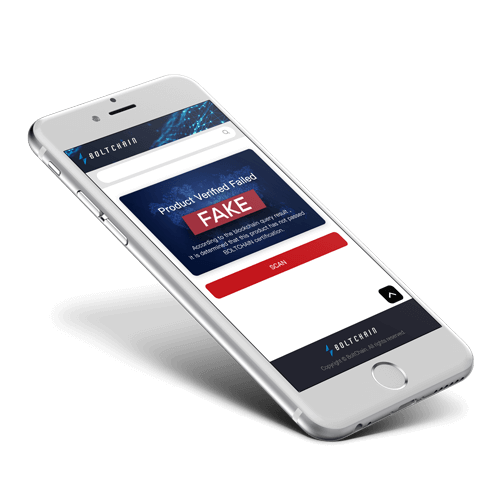 BOLTCHAIN
Product Verified Failed
FAKE
According to the blockchain query result ,
it is determined that this product has not passed
BOLTCHAIN certification.
SCAN
BOLTCHAIN
Copyright © BoltChain. All rights reserved.